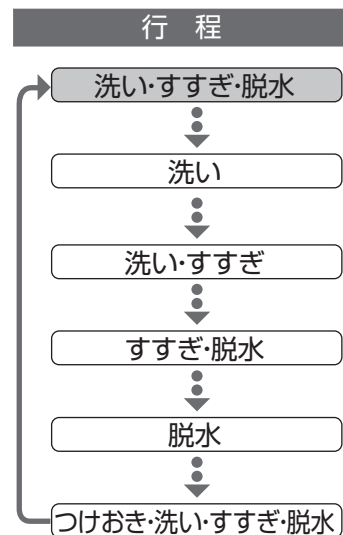 行 程
洗い・すすぎ・脱水
洗い
洗い・すすぎ
すすぎ・脱水
脱水
つけおき・洗い・すすぎ・脱水